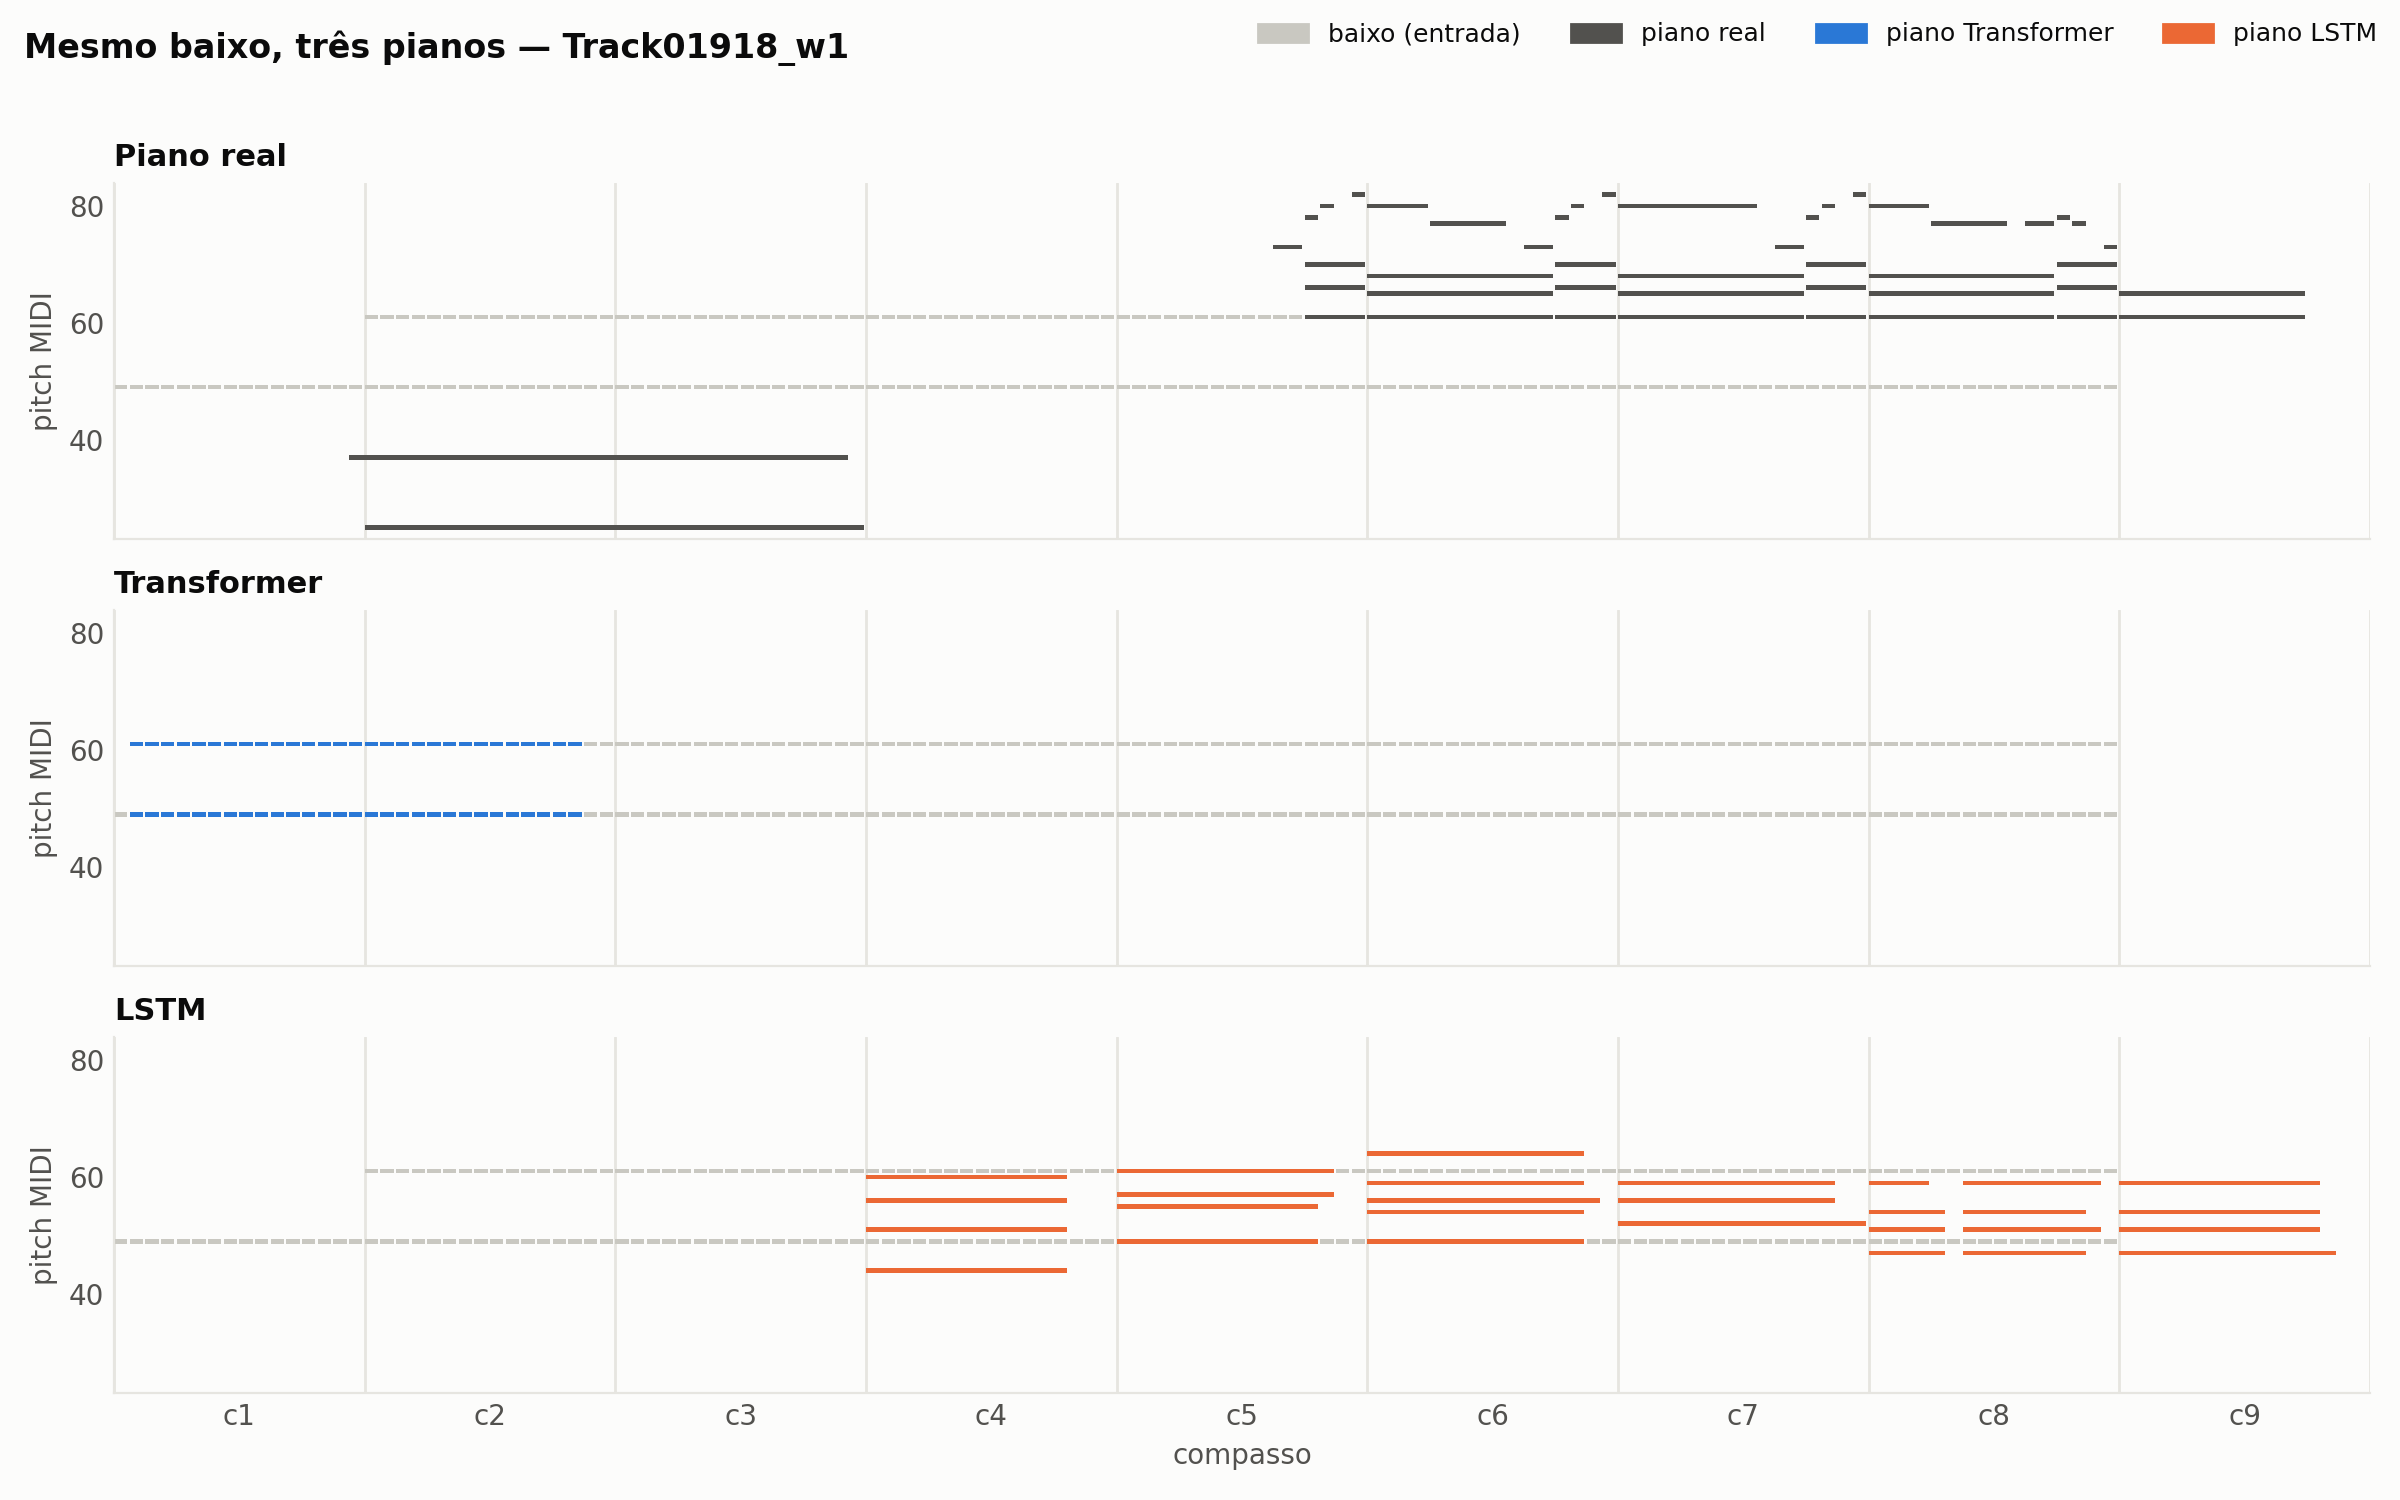 Mesmo baixo, três pianos — Track01918_w1
baixo (entrada)
piano real
piano Transformer
piano LSTM
Piano real
80
60
40
pitch MIDI
Transformer
80
60
40
pitch MIDI
LSTM
80
60
40
pitch MIDI
c1 c2 c3 c4 c5 c6 c7 c8 c9
compasso